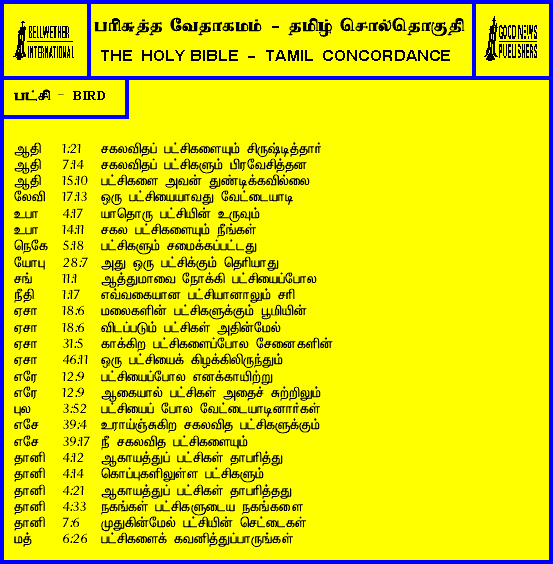 BELLWETHER
INTERNATIONAL
பரிசுத்த வேதாகமம் - தமிழ் சொல்தொகுதி
THE HOLY BIBLE - TAMIL CONCORDANCE
GOOD NEWS
PUBLISHERS
பட்சி - BIRD
ஆதி 1:21 சகலவிதப் பட்சிகளையும் சிருஷ்டித்தார்
ஆதி 7:14 சகலவிதப் பட்சிகளும் பிரவேசித்தன
ஆதி 15:10 பட்சிகளை அவன் துண்டிக்கவில்லை
லேவி 17:13 ஒரு பட்சியையாவது வேட்டையாடி
உபா 4:17 யாதொரு பட்சியின் உருவும்
உபா 14:11 சகல பட்சிகளையும் நீங்கள்
நெகே 5:18 பட்சிகளும் சமைக்கப்பட்டது
யோபு 28:7 அது ஒரு பட்சிக்கும் தெரியாது
சங் 11:1 ஆத்துமாவை நோக்கி பட்சியைப்போல
நீதி 1:17 எவ்வகையான பட்சியானாலும் சரி
ஏசா 18:6 மலைகளின் பட்சிகளுக்கும் பூமியின்
ஏசா 18:6 விடப்படும் பட்சிகள் அதின்மேல்
ஏசா 31:5 காக்கிற பட்சிகளைப்போல சேனைகளின்
ஏசா 46:11 ஒரு பட்சியைக் கிழக்கிலிருந்தும்
எரே 12:9 பட்சியைப்போல எனக்காயிற்று
எரே 12:9 ஆகையால் பட்சிகள் அதைச் சுற்றிலும்
புல 3:52 பட்சியைப் போல வேட்டையாடினார்கள்
எசே 39:4 உராய்ஞ்சுகிற சகலவித பட்சிகளுக்கும்
எசே 39:17 நீ சகலவித பட்சிகளையும்
தானி 4:12 ஆகாயத்துப் பட்சிகள் தாபரித்து
தானி 4:14 கொப்புகளிலுள்ள பட்சிகளும்
தானி 4:21 ஆகாயத்துப் பட்சிகள் தாபரித்தது
தானி 4:33 நகங்கள் பட்சிகளுடைய நகங்களை
தானி 7:6 முதுகின்மேல் பட்சியின் செட்டைகள்
மத் 6:26 பட்சிகளைக் கவனித்துப்பாருங்கள்